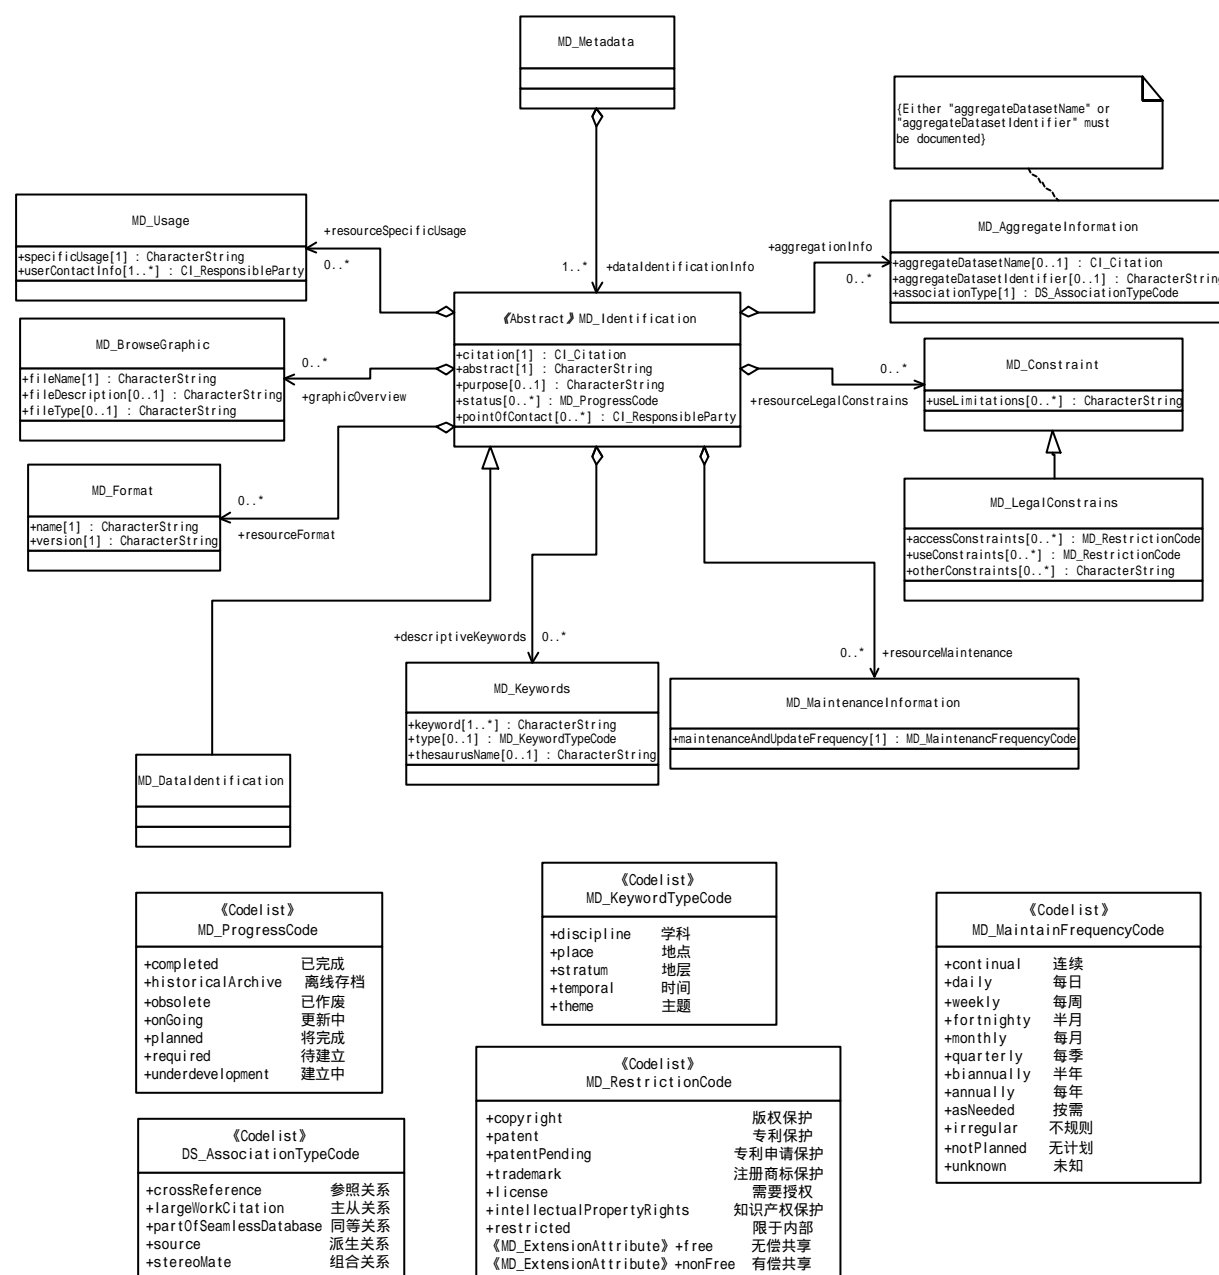 MD_Metadata
{Either "aggregateDatasetName" or
"aggregateDatasetIdentifier" must
be documented}
MD_Usage
+specificUsage[1] : CharacterString
+userContactInfo[1..*] : CI_ResponsibleParty
+resourceSpecificUsage
0..*
1..*
+dataIdentificationInfo
+aggregationInfo
0..*
MD_AggregateInformation
+aggregateDatasetName[0..1] : CI_Citation
+aggregateDatasetIdentifier[0..1] : CharacterString
+associationType[1] : DS_AssociationTypeCode
《Abstract》MD_Identification
+citation[1] : CI_Citation
+abstract[1] : CharacterString
+purpose[0..1] : CharacterString
+status[0..*] : MD_ProgressCode
+pointOfContact[0..*] : CI_ResponsibleParty
MD_BrowseGraphic
+fileName[1] : CharacterString
+fileDescription[0..1] : CharacterString
+fileType[0..1] : CharacterString
0..*
+graphicOverview
0..*
+resourceLegalConstrains
MD_Constraint
+useLimitations[0..*] : CharacterString
MD_Format
+name[1] : CharacterString
+version[1] : CharacterString
0..*
+resourceFormat
MD_LegalConstrains
+accessConstraints[0..*] : MD_RestrictionCode
+useConstraints[0..*] : MD_RestrictionCode
+otherConstraints[0..*] : CharacterString
+descriptiveKeywords
0..*
0..*
+resourceMaintenance
MD_Keywords
+keyword[1..*] : CharacterString
+type[0..1] : MD_KeywordTypeCode
+thesaurusName[0..1] : CharacterString
MD_MaintenanceInformation
+maintenanceAndUpdateFrequency[1] : MD_MaintencFrequencyCode
MD_DataIdentification
《Codelist》
MD_ProgressCode
+completed 已完成
+historicalArchive 离线存档
+obsolete 已作废
+onGoing 更新中
+planned 将完成
+required 待建立
+underdevelopment 建立中
《Codelist》
MD_KeywordTypeCode
+discipline 学科
+place 地点
+stratum 地层
+temporal 时间
+theme 主题
《Codelist》
MD_MaintainFrequencyCode
+continual 连续
+daily 每日
+weekly 每周
+fortnighty 半月
+monthly 每月
+quarterly 每季
+biannually 半年
+annually 每年
+asNeeded 按需
+irregular 不规则
+notPlanned 无计划
+unknown 未知
《Codelist》
DS_AssociationTypeCode
+crossReference 参照关系
+largeWorkCitation 主从关系
+partOfSeamlessDatabase 同等关系
+source 派生关系
+stereoMate 组合关系
《Codelist》
MD_RestrictionCode
+copyright 版权保护
+patent 专利保护
+patentPending 专利申请保护
+trademark 注册商标保护
+license 需要授权
+intellectualPropertyRights 知识产权保护
+restricted 限于内部
《MD_ExtensionAttribute》+free 无偿共享
《MD_ExtensionAttribute》+nonFree 有偿共享